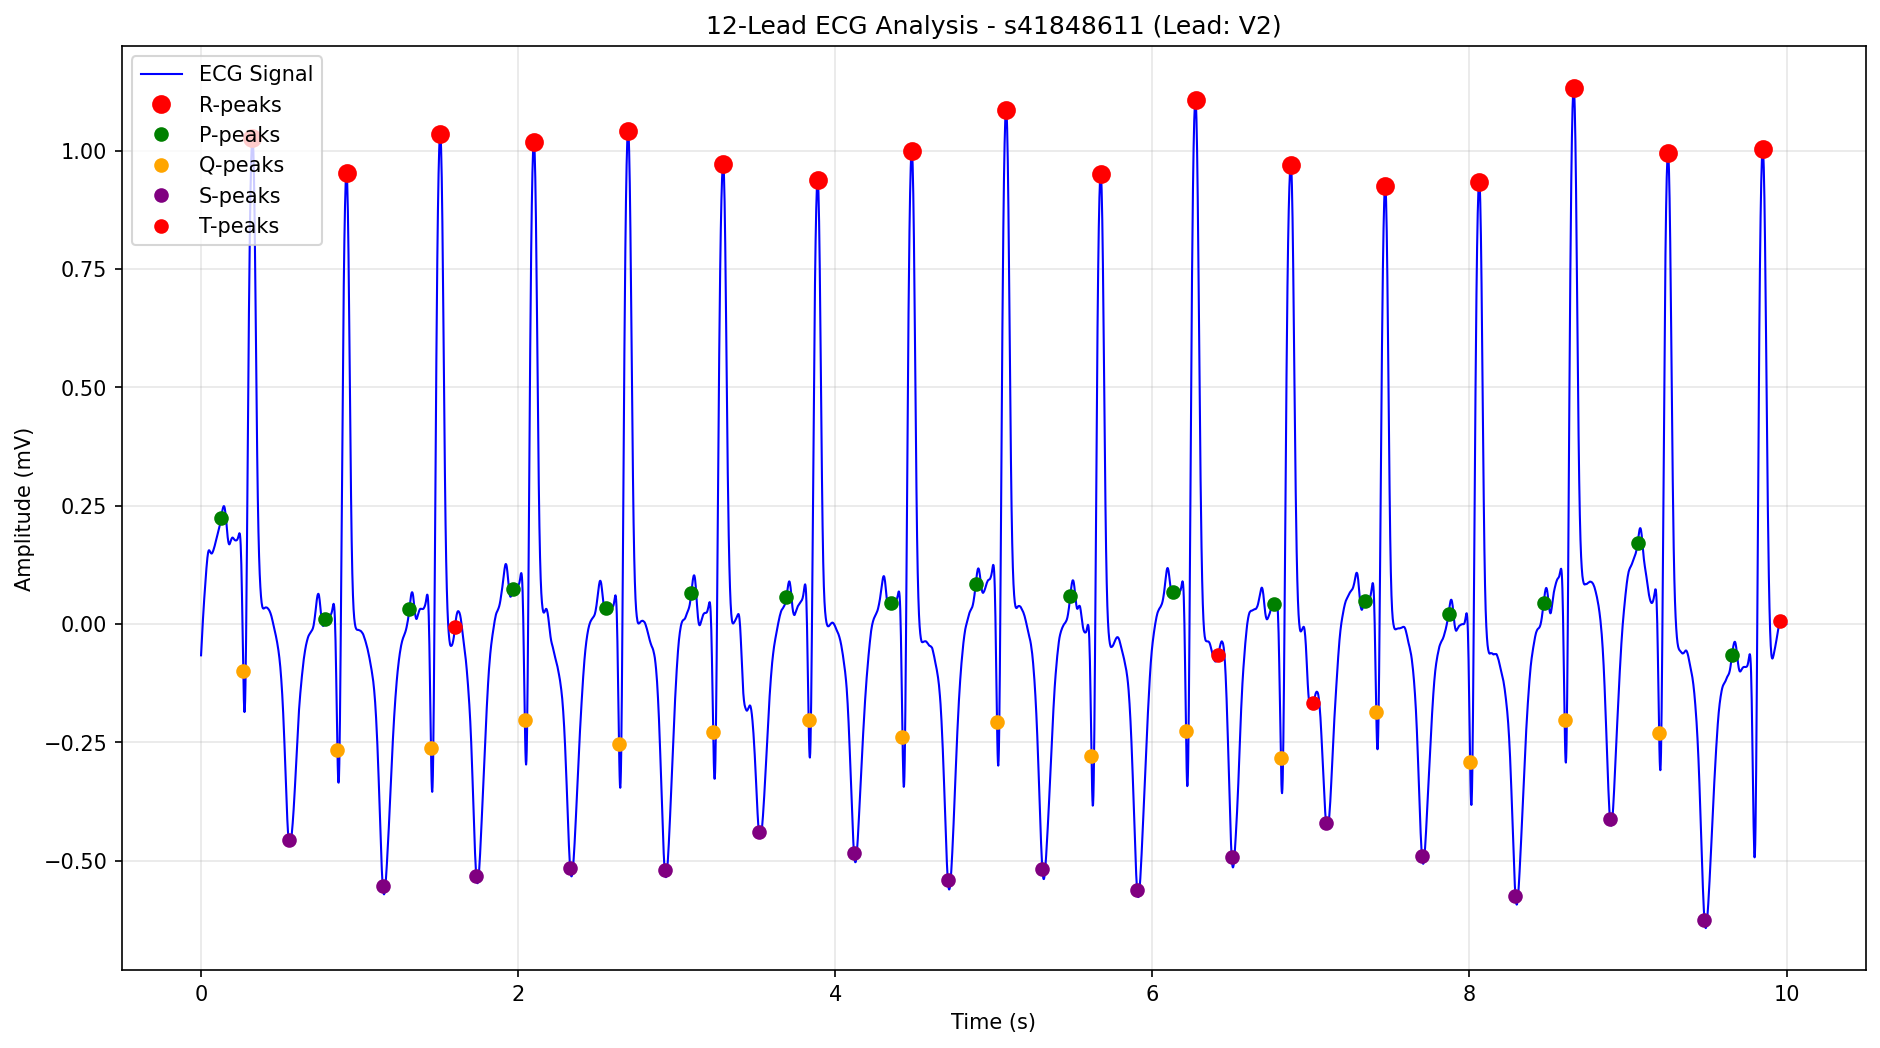 12-Lead ECG Analysis - s41848611 (Lead: V2)
ECG Signal
R-peaks
P-peaks
Q-peaks
S-peaks
T-peaks
Amplitude (mV)
1.00
0.75
0.50
0.25
0.00
−0.25
−0.50
0 2 4 6 8 10
Time (s)